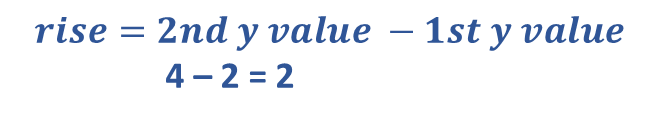 rise = 2nd y value – 1st y value
4 – 2 = 2